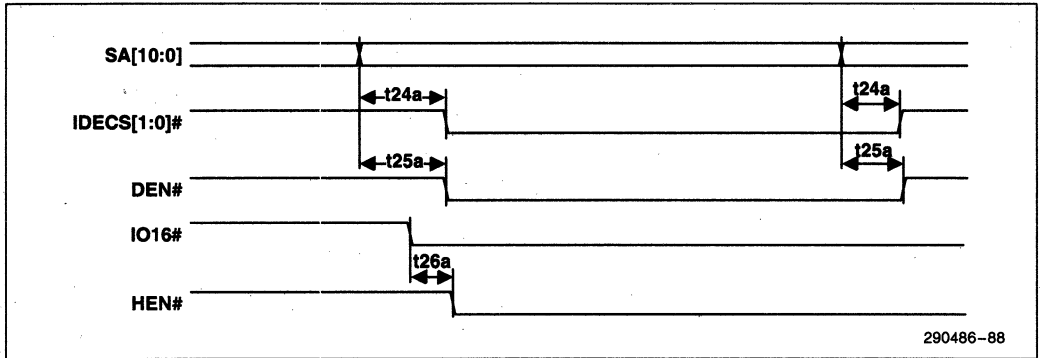 SA[10:0]
t24a
t24a
IDECS[1:0]#
t25a
t25a
DEN#
IO16#
t26a
HEN#
290486-88